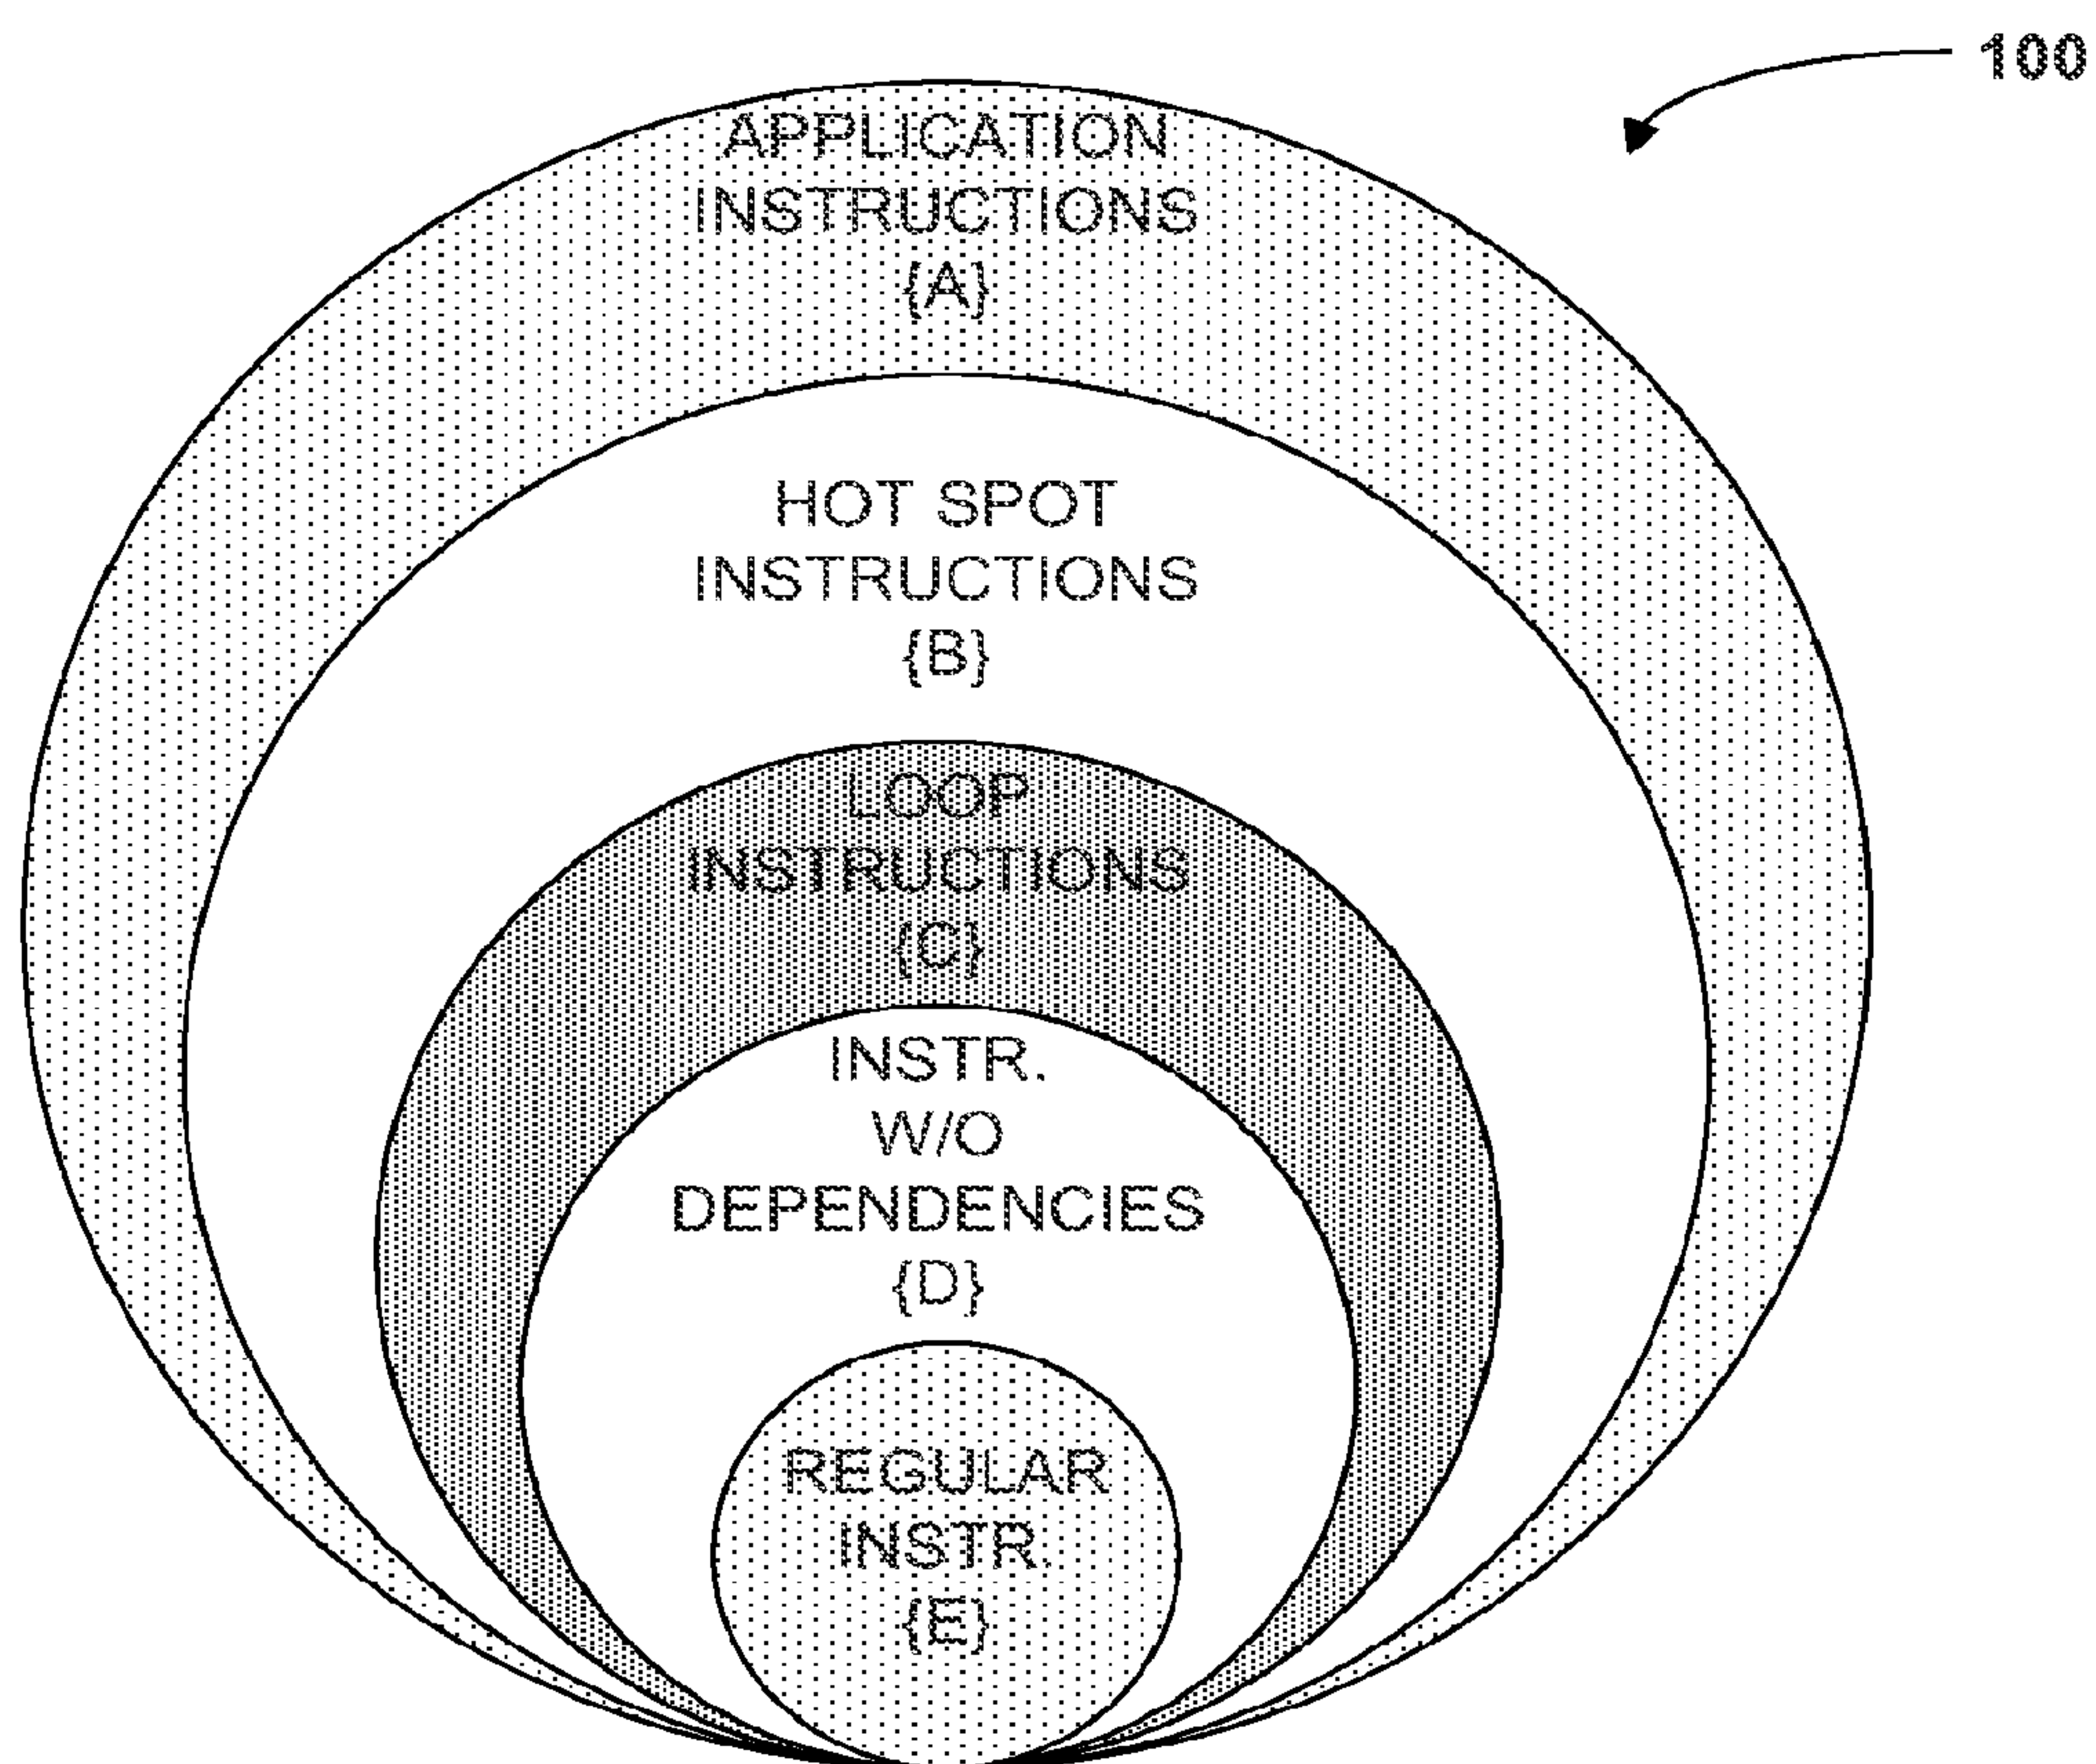 100
APPLICATION
INSTRUCTIONS
{A}
HOT SPOT
INSTRUCTIONS
{B}
LOOP
INSTRUCTIONS
{C}
INSTR.
W/O
DEPENDENCIES
{D}
REGULAR
INSTR.
{E}